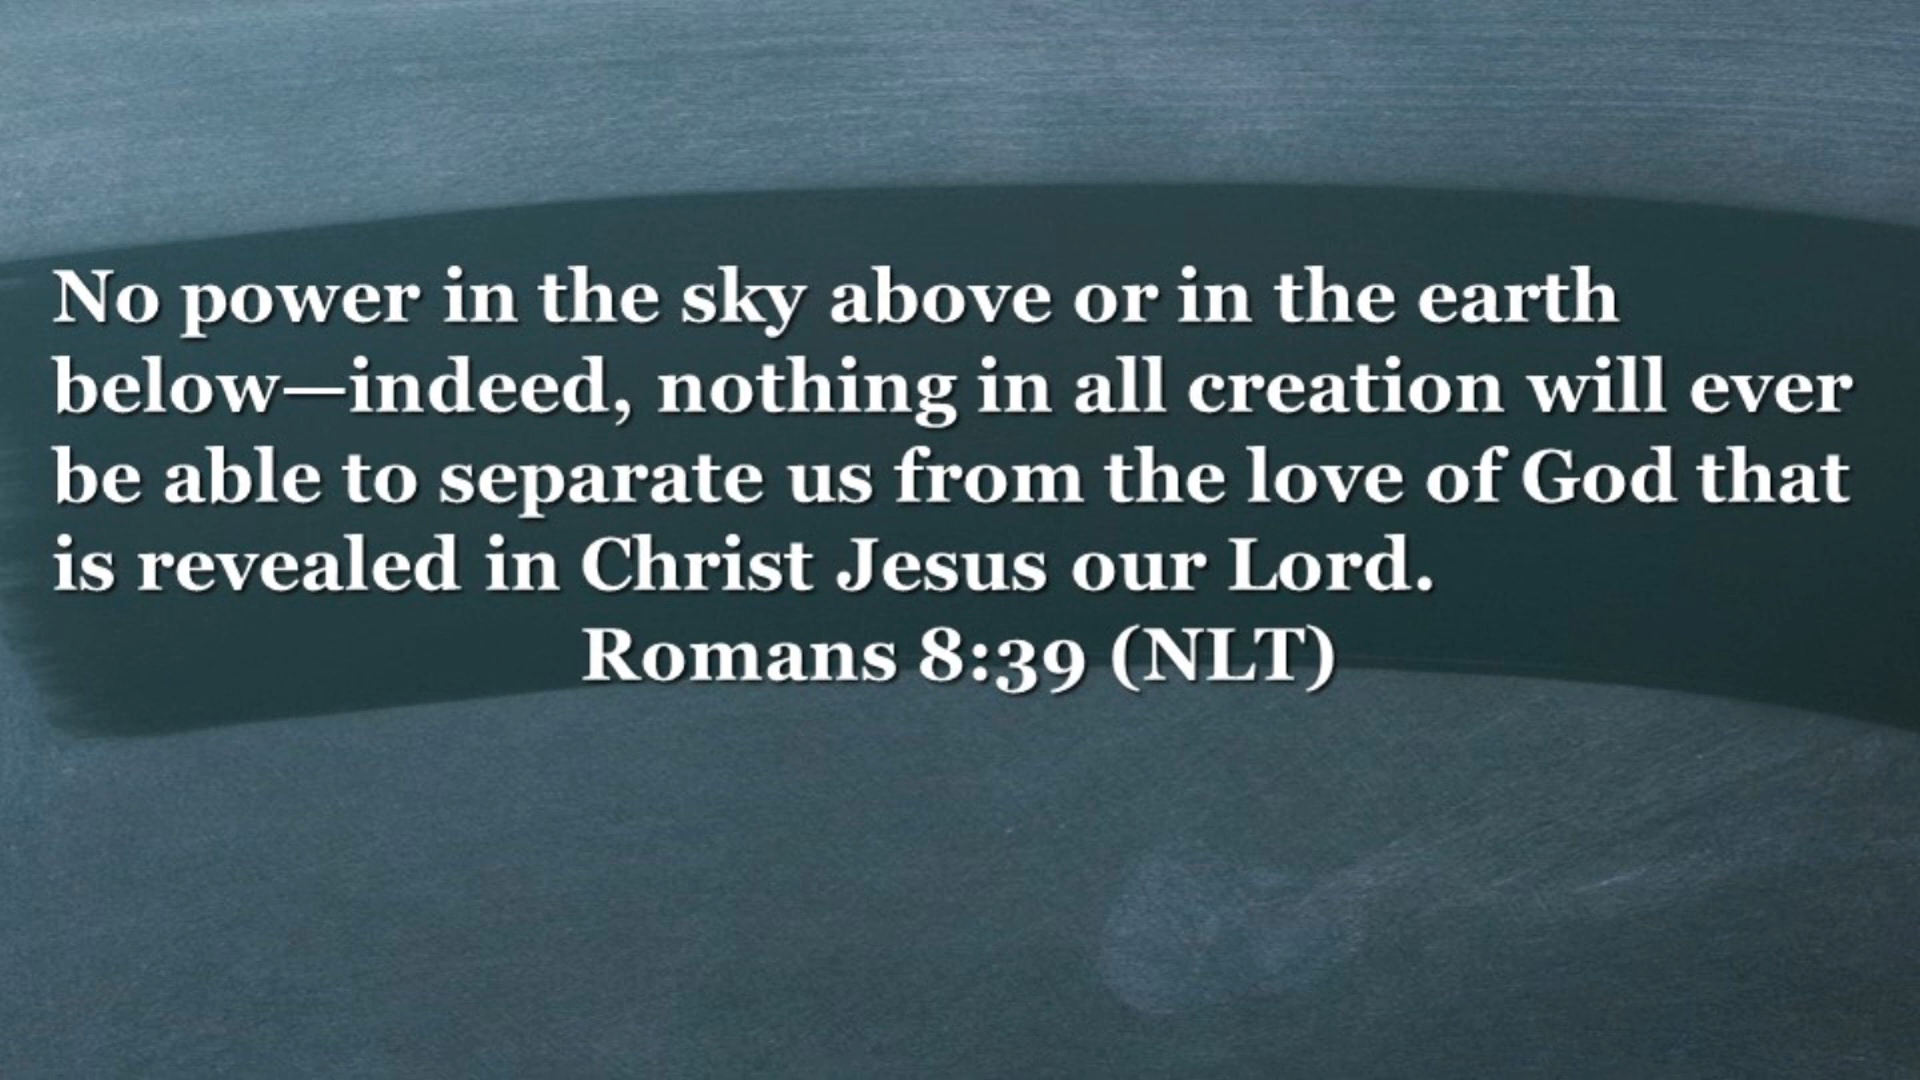 No power in the sky above or in the earth
below—indeed, nothing in all creation will ever
be able to separate us from the love of God that
is revealed in Christ Jesus our Lord.
Romans 8:39 (NLT)